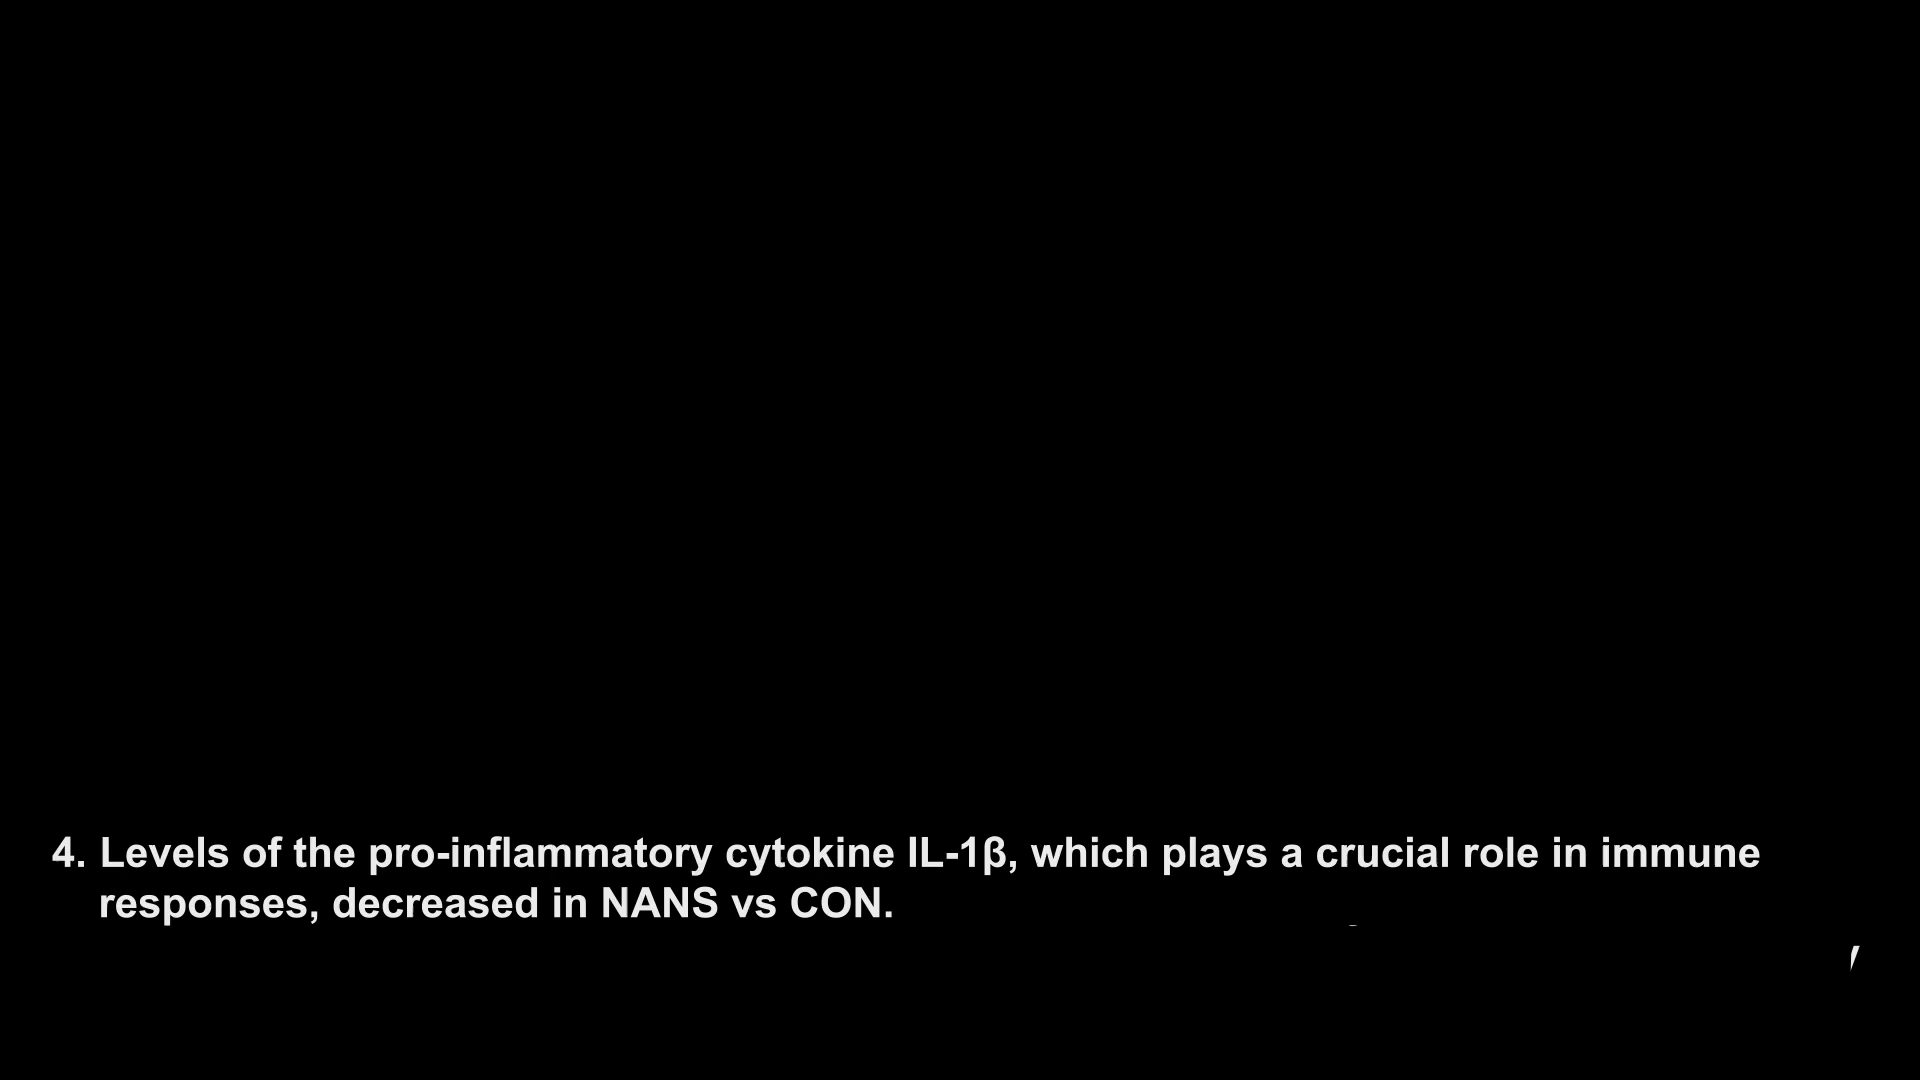 4. Levels of the pro-inflammatory cytokine IL-1β, which plays a crucial role in immune
responses, decreased in NANS vs CON.